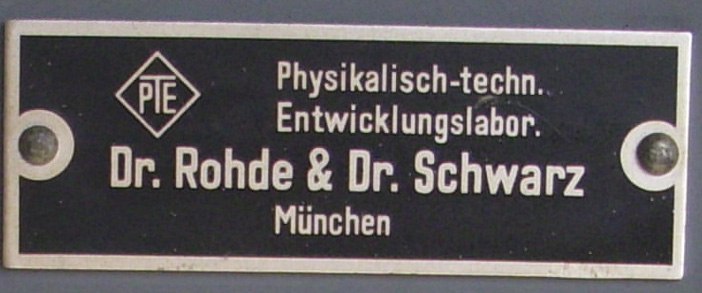 PTE
Physikalisch-techn.
Entwicklungslabor.
Dr. Rohde & Dr. Schwarz
München